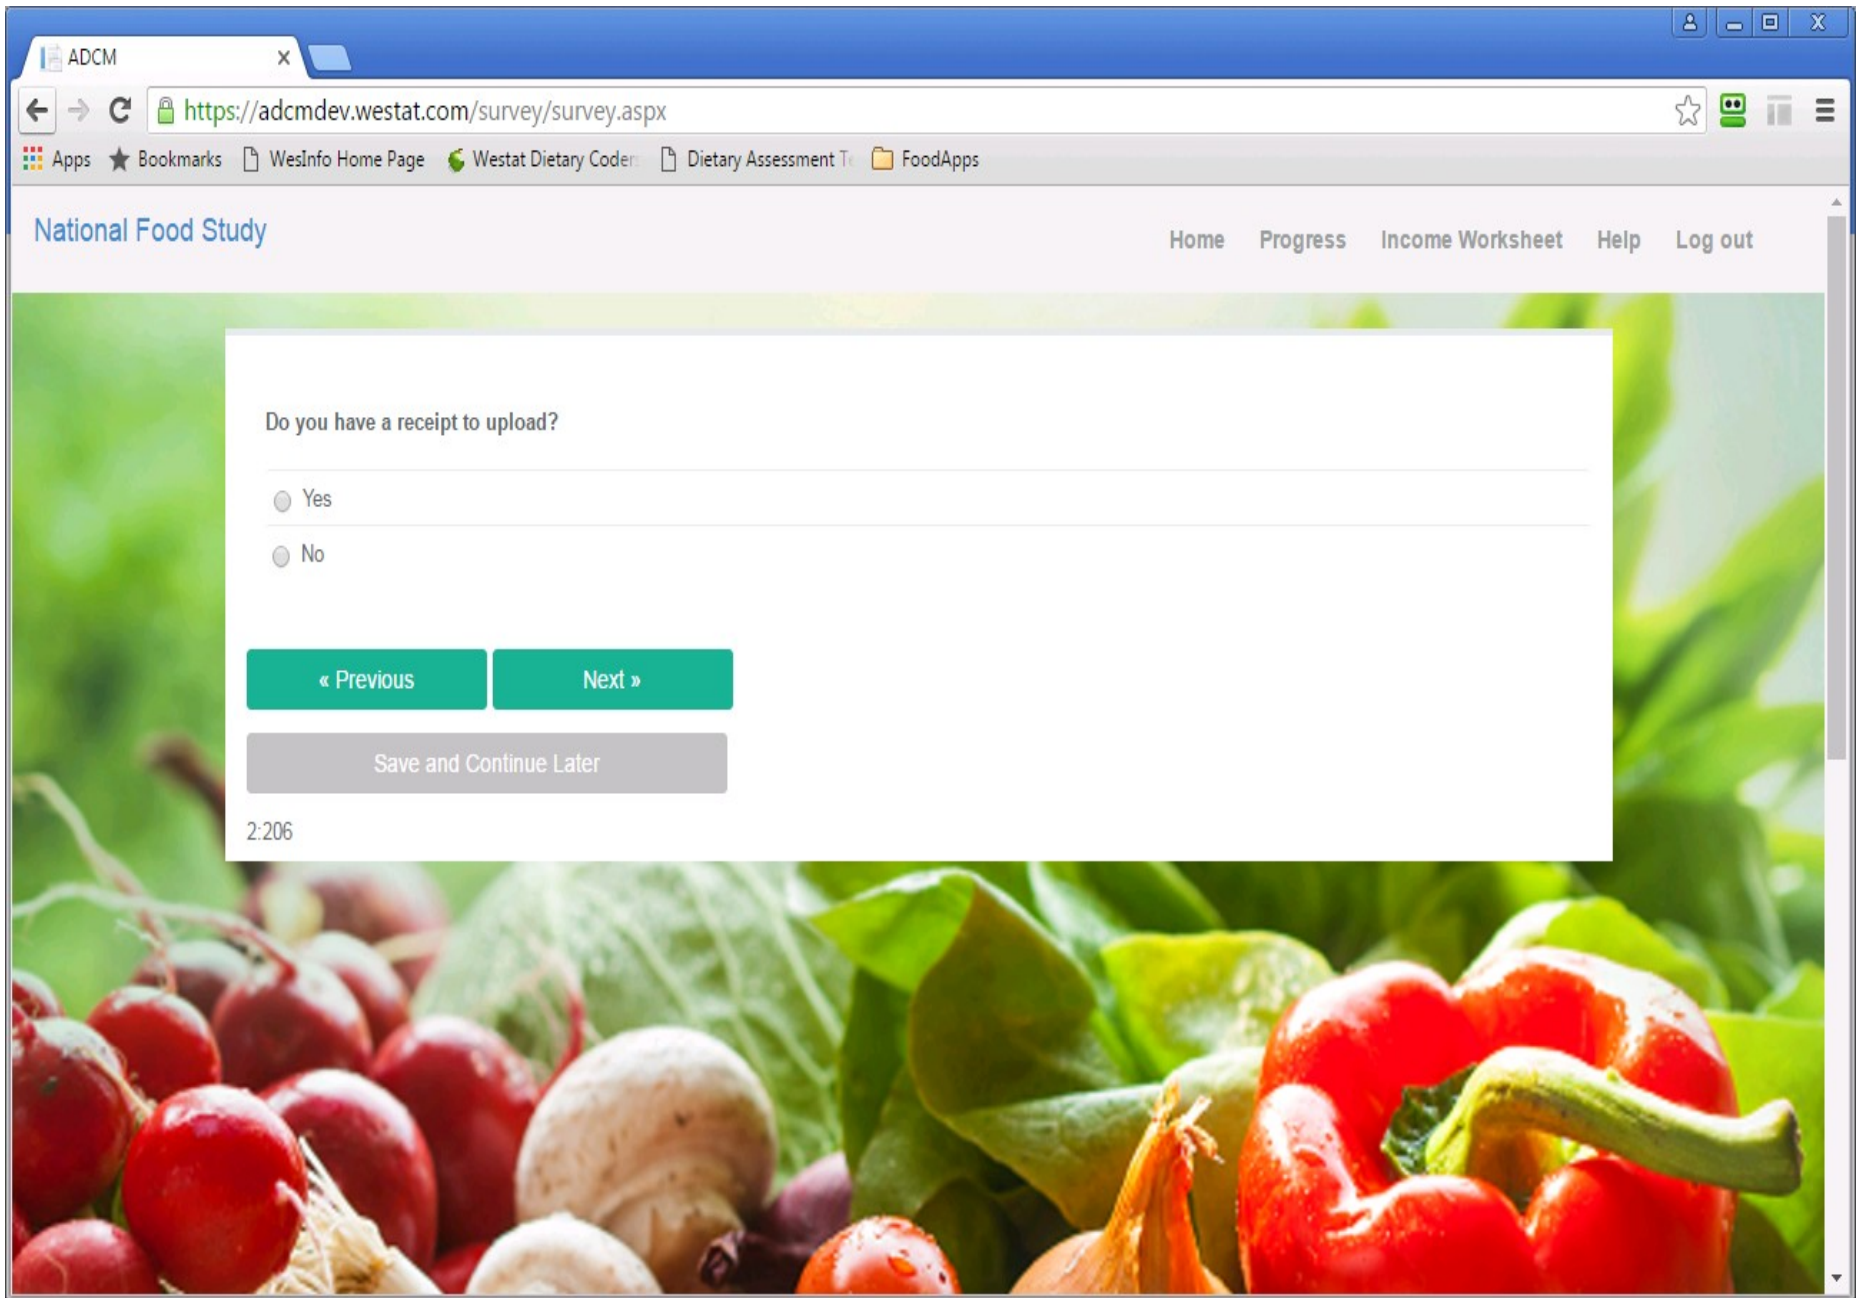 ADCM
https://adcmdev.westat.com/survey/survey.aspx
Apps Bookmarks WesInfo Home Page Westat Dietary Coder Dietary Assessment FoodApps
National Food Study
Home Progress Income Worksheet Help Log out
Do you have a receipt to upload?
Yes
No
« Previous Next »
Save and Continue Later
2:206